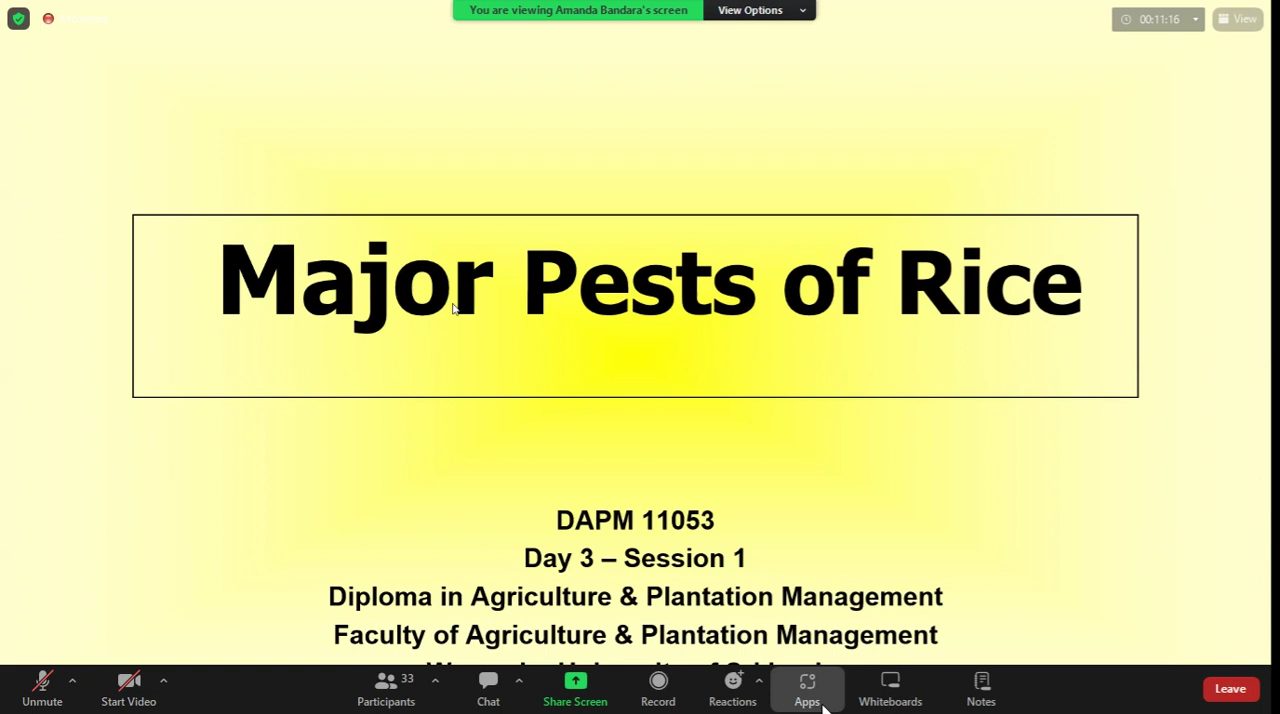 You are viewing Amanda Bandara's screen View Options
00:11:16 View
Major Pests of Rice
DAPM 11053
Day 3 – Session 1
Diploma in Agriculture & Plantation Management
Faculty of Agriculture & Plantation Management
33
Unmute Start Video Participants Chat Share Screen Record Reactions Apps Whiteboards Notes Leave